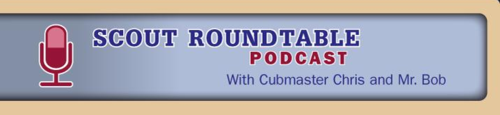 SCOUT ROUNDTABLE
PODCAST
With Cubmaster Chris and Mr. Bob